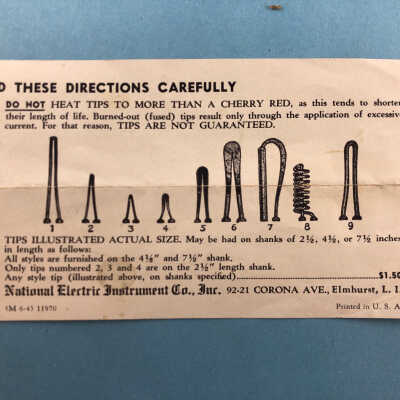 D THESE DIRECTIONS CAREFULLY
DO NOT HEAT TIPS TO MORE THAN A CHERRY RED, as this tends to shorten
their length of life. Burned-out (fused) tips result only through the application of excessive
current. For that reason, TIPS ARE NOT GUARANTEED.
1 2 3 4 5 6 7 8 9
TIPS ILLUSTRATED ACTUAL SIZE. May be had on shanks of 2½, 4½, or 7½ inches
in length as follows:
All styles are furnished on the 4½" and 7½" shank.
Only tips numbered 2, 3 and 4 are on the 2½" length shank.
Any style tip (illustrated above, on shanks specified) $1.50
National Electric Instrument Co., Inc. 92-21 CORONA AVE., Elmhurst, L. I.
5M 6-45 11970 Printed in U. S. A